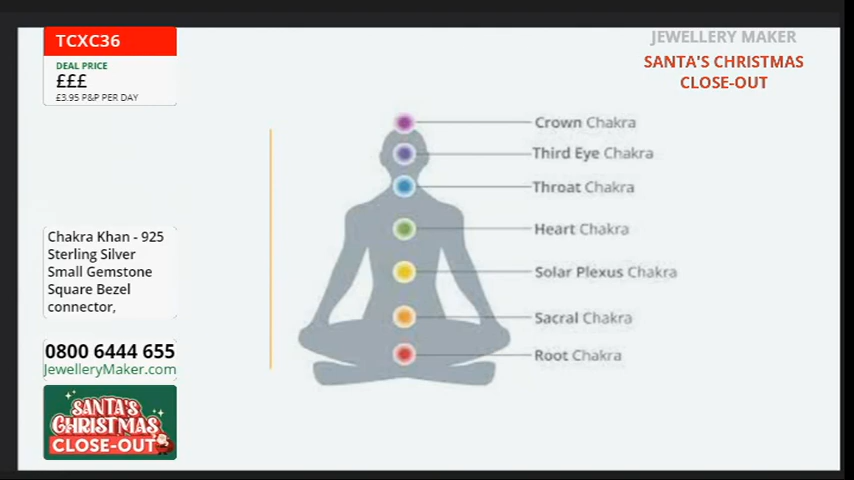 TCXC36
DEAL PRICE
£££
£3.95 P&P PER DAY
Chakra Khan - 925
Sterling Silver
Small Gemstone
Square Bezel
connector,
0800 6444 655
JewelleryMaker.com
SANTA'S
CHRISTMAS
CLOSE-OUT
JEWELLERY MAKER
SANTA'S CHRISTMAS
CLOSE-OUT
Crown Chakra
Third Eye Chakra
Throat Chakra
Heart Chakra
Solar Plexus Chakra
Sacral Chakra
Root Chakra